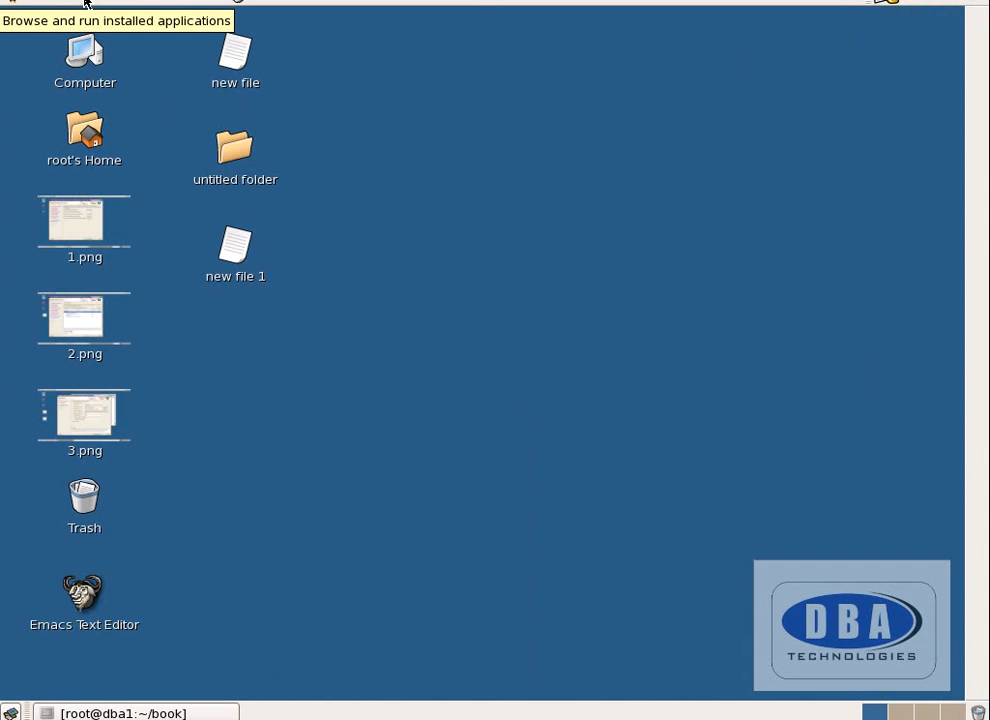 Browse and run installed applications
Computer
new file
root's Home
untitled folder
1.png
new file 1
2.png
3.png
Trash
Emacs Text Editor
DBA
TECHNOLOGIES
[root@dba1:~/book]